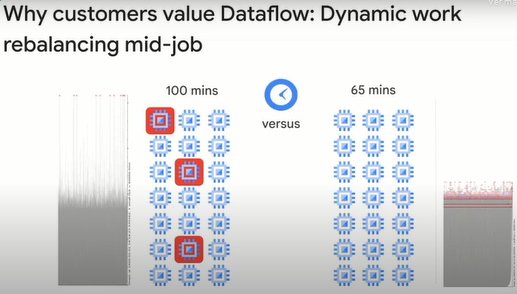 Why customers value Dataflow: Dynamic work
rebalancing mid-job
100 mins
65 mins
versus